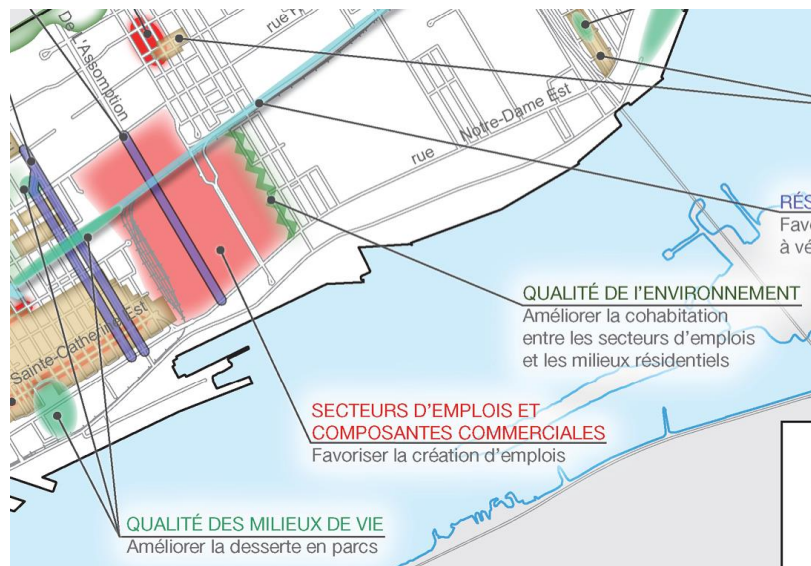 De L'Assomption
rue
rue Notre-Dame Est
Sainte-Catherine Est
RÉS
Favo
à vé
QUALITÉ DE l'ENVIRONNEMENT
Améliorer la cohabitation
entre les secteurs d'emplois
et les milieux résidentiels
SECTEURS D'EMPLOIS ET
COMPOSANTES COMMERCIALES
Favoriser la création d'emplois
QUALITÉ DES MILIEUX DE VIE
Améliorer la desserte en parcs